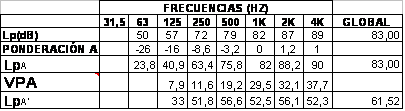 FRECUENCIAS (HZ)
31,5 63 125 250 500 1K 2K 4K GLOBAL
Lp(dB) 50 57 72 79 82 87 89 83,00
PONDERACIÓN A -26 -16 -8,6 -3,2 0 1,2 1
LpA 23,8 40,9 63,4 75,8 82 88,2 90 83,00
VPA 7,9 11,6 19,2 29,5 32,1 37,7
LpA' 33 51,8 56,6 52,5 56,1 52,3 61,52